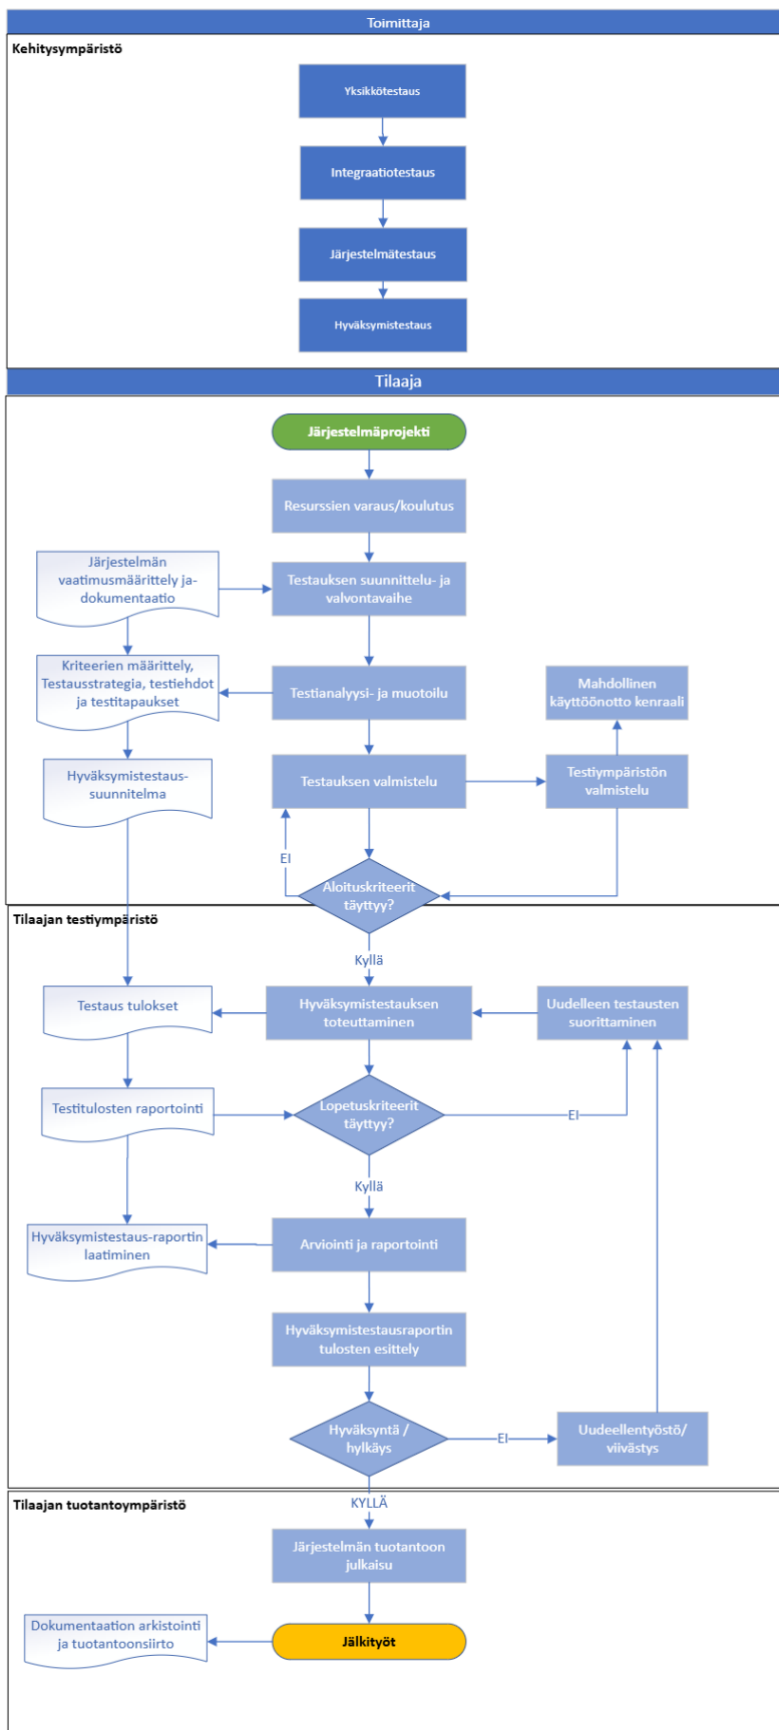 Toimittaja
Kehitysympäristö
Yksikkötestaus
Integraatiotestaus
Järjestelmätestaus
Hyväksymistestaus
Tilaaja
Järjestelmäprojekti
Resurssien varaus/koulutus
Järjestelmän
vaatimusmäärittely ja-
dokumentaatio
Testauksen suunnittelu- ja
valvontavaihe
Kriteerien määrittely,
Testausstrategia, testiehdot
ja testitapaukset
Testianalyysi- ja muotoilu
Mahdollinen
käyttöönotto kenraali
Hyväksymistestaus-
suunnitelma
Testauksen valmistelu
Testiympäristön
valmistelu
EI
Aloituskriteerit
täyttyy?
Tilaajan testiympäristö
Kyllä
Testaus tulokset
Hyväksymistestauksen
toteuttaminen
Uudelleen testausten
suorittaminen
Testitulosten raportointi
Lopetuskriteerit
täyttyy?
EI
Kyllä
Hyväksymistestaus-raportin
laatiminen
Arviointi ja raportointi
Hyväksymistestausraportin
tulosten esittely
Hyväksyntä /
hylkäys
EI
Uudeellentyöstö/
viivästys
Tilaajan tuotantoympäristö
KYLLÄ
Järjestelmän tuotantoon
julkaisu
Dokumentaation arkistointi
ja tuotantoonsiirto
Jälkityöt